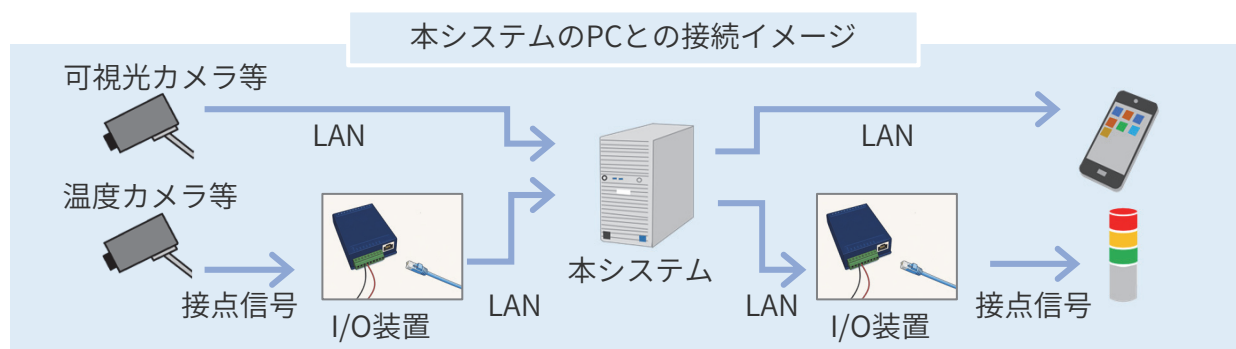 本システムのPCとの接続イメージ
可視光カメラ等
LAN
LAN
温度カメラ等
本システム
接点信号
LAN
LAN
接点信号
I/O装置
I/O装置